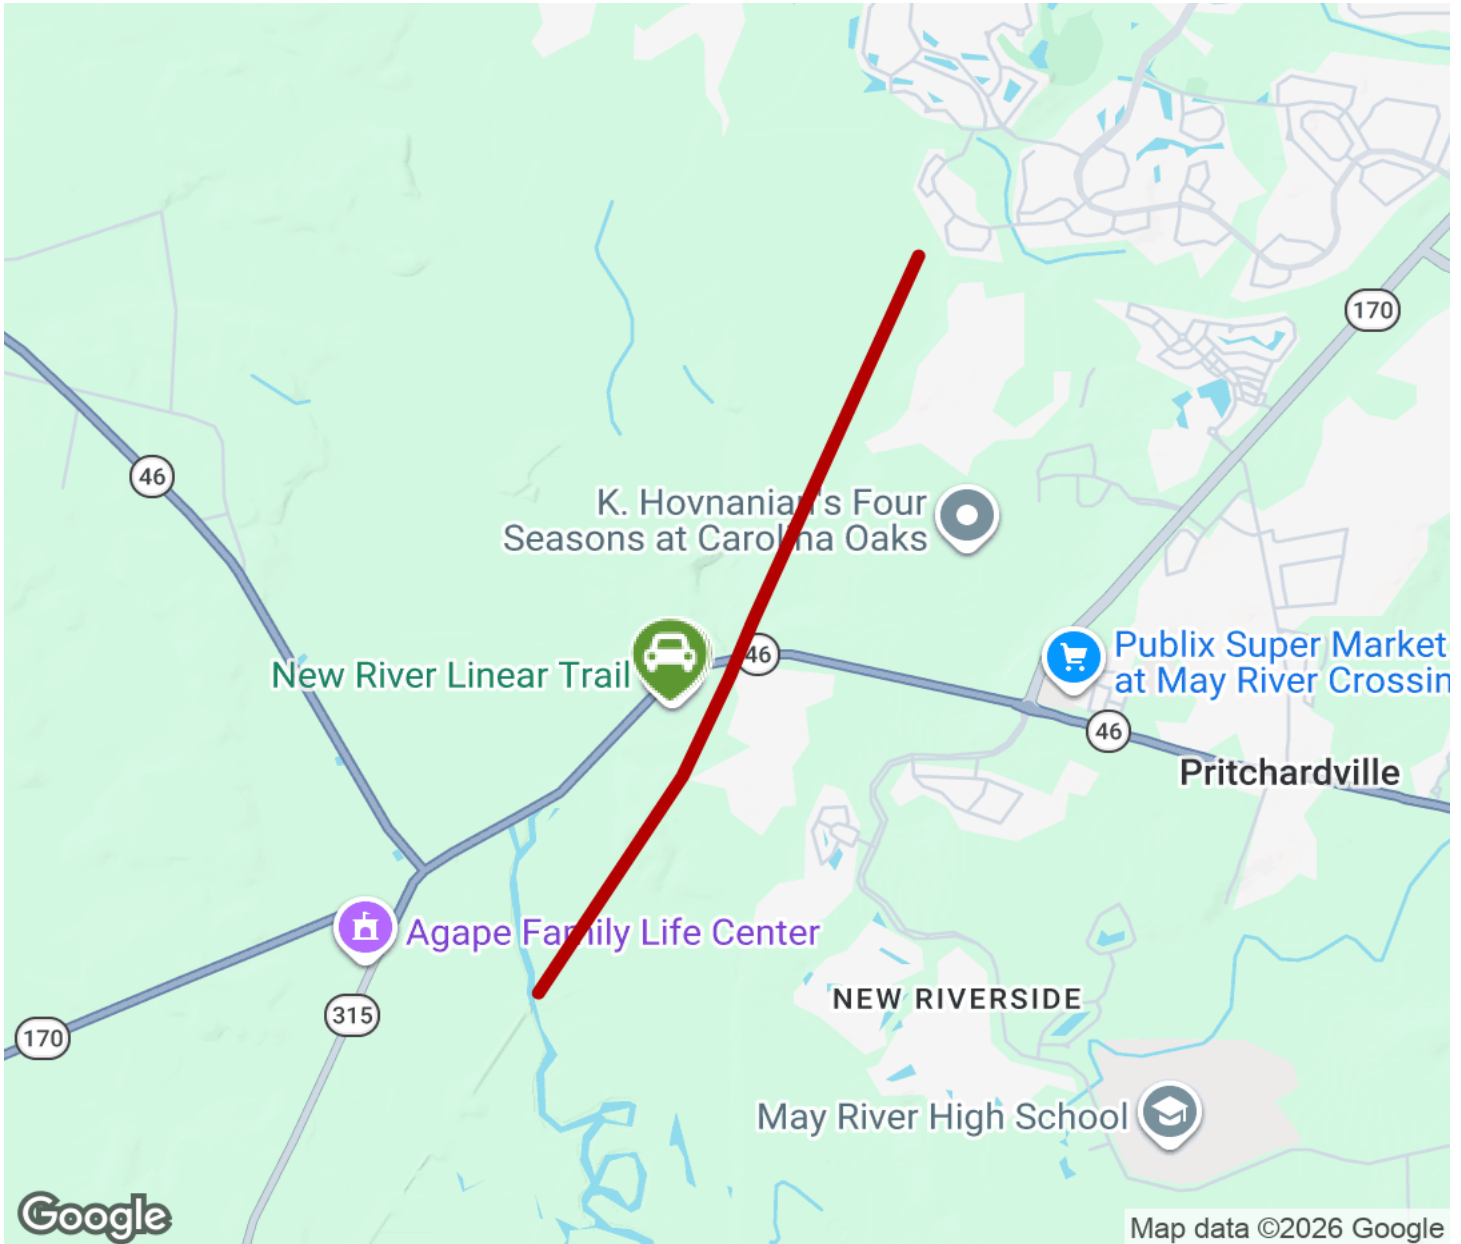 170
46
K. Hovnanian's Four
Seasons at Carolina Oaks
New River Linear Trail
46
Publix Super Market
at May River Crossin
46
Pritchardville
Agape Family Life Center
NEW RIVERSIDE
315
170
May River High School
Google
Map data ©2026 Google